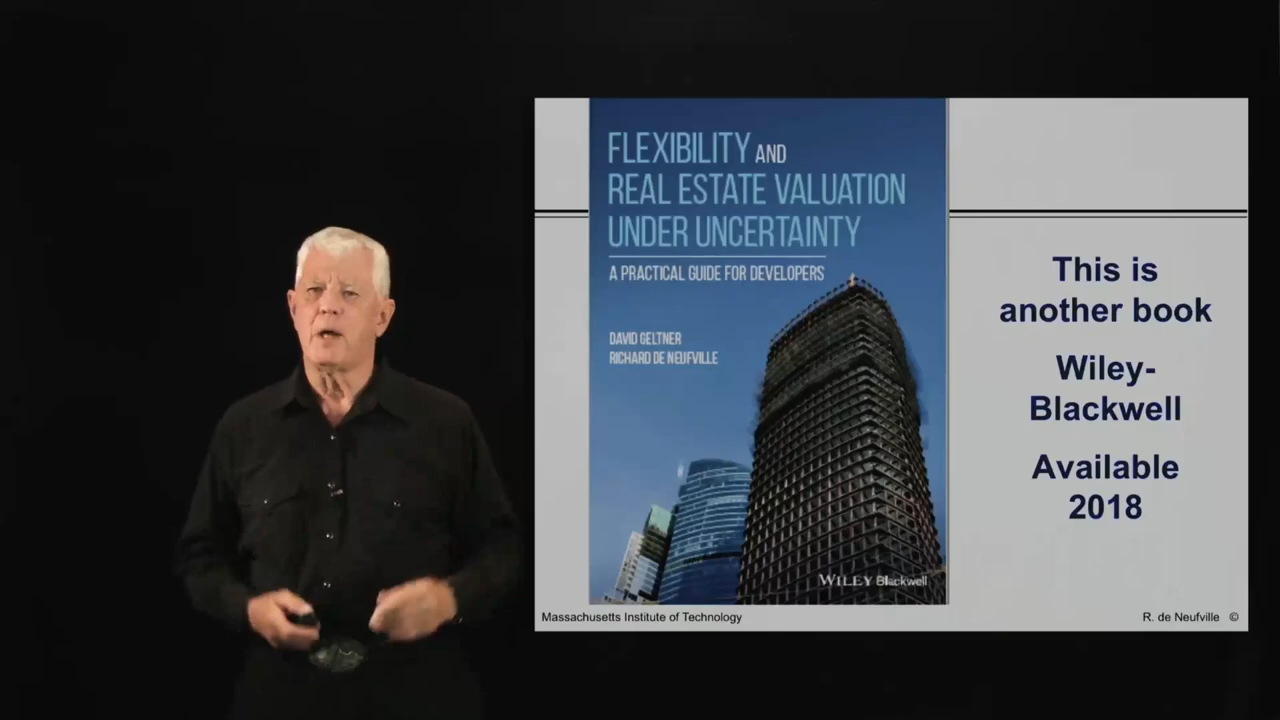 FLEXIBILITY AND
REAL ESTATE VALUATION
UNDER UNCERTAINTY
A PRACTICAL GUIDE FOR DEVELOPERS
DAVID GELTNER
RICHARD DE NEUFVILLE
WILEY Blackwell
This is
another book
Wiley-
Blackwell
Available
2018
Massachusetts Institute of Technology
R. de Neufville ©